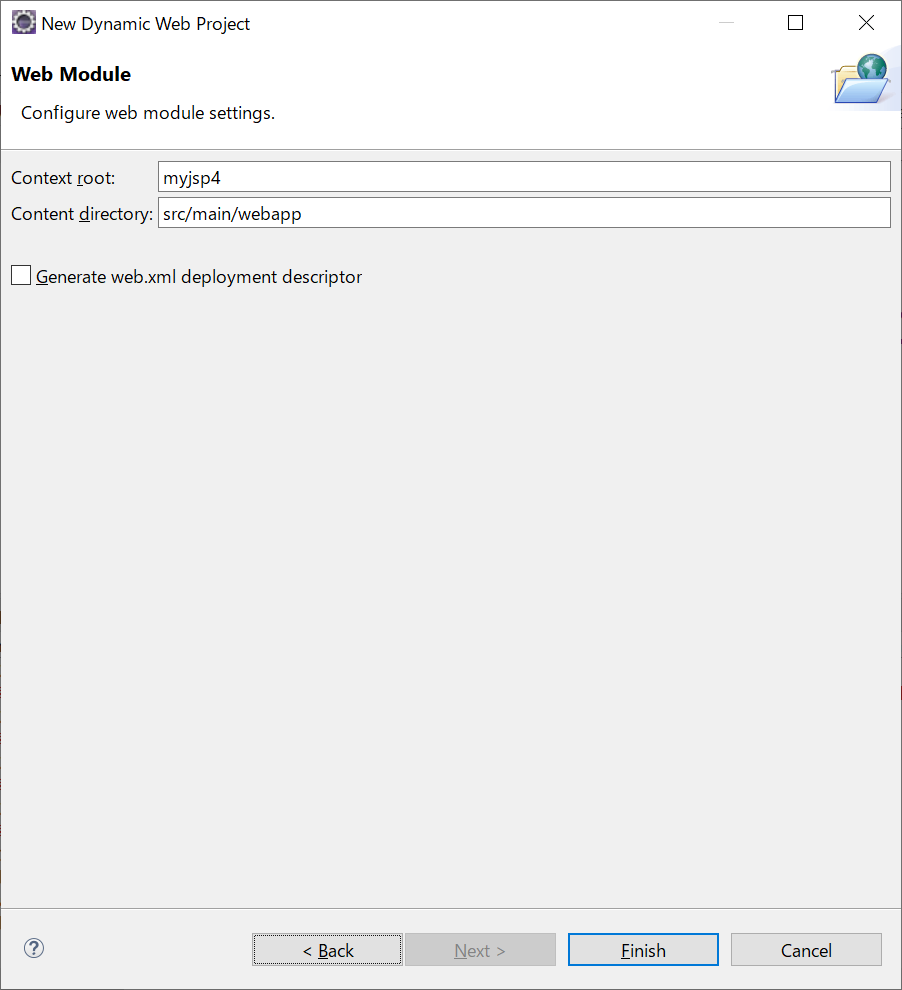 New Dynamic Web Project
Web Module
Configure web module settings.
Context root: myjsp4
Content directory: src/main/webapp
Generate web.xml deployment descriptor
?
< Back Next > Finish Cancel